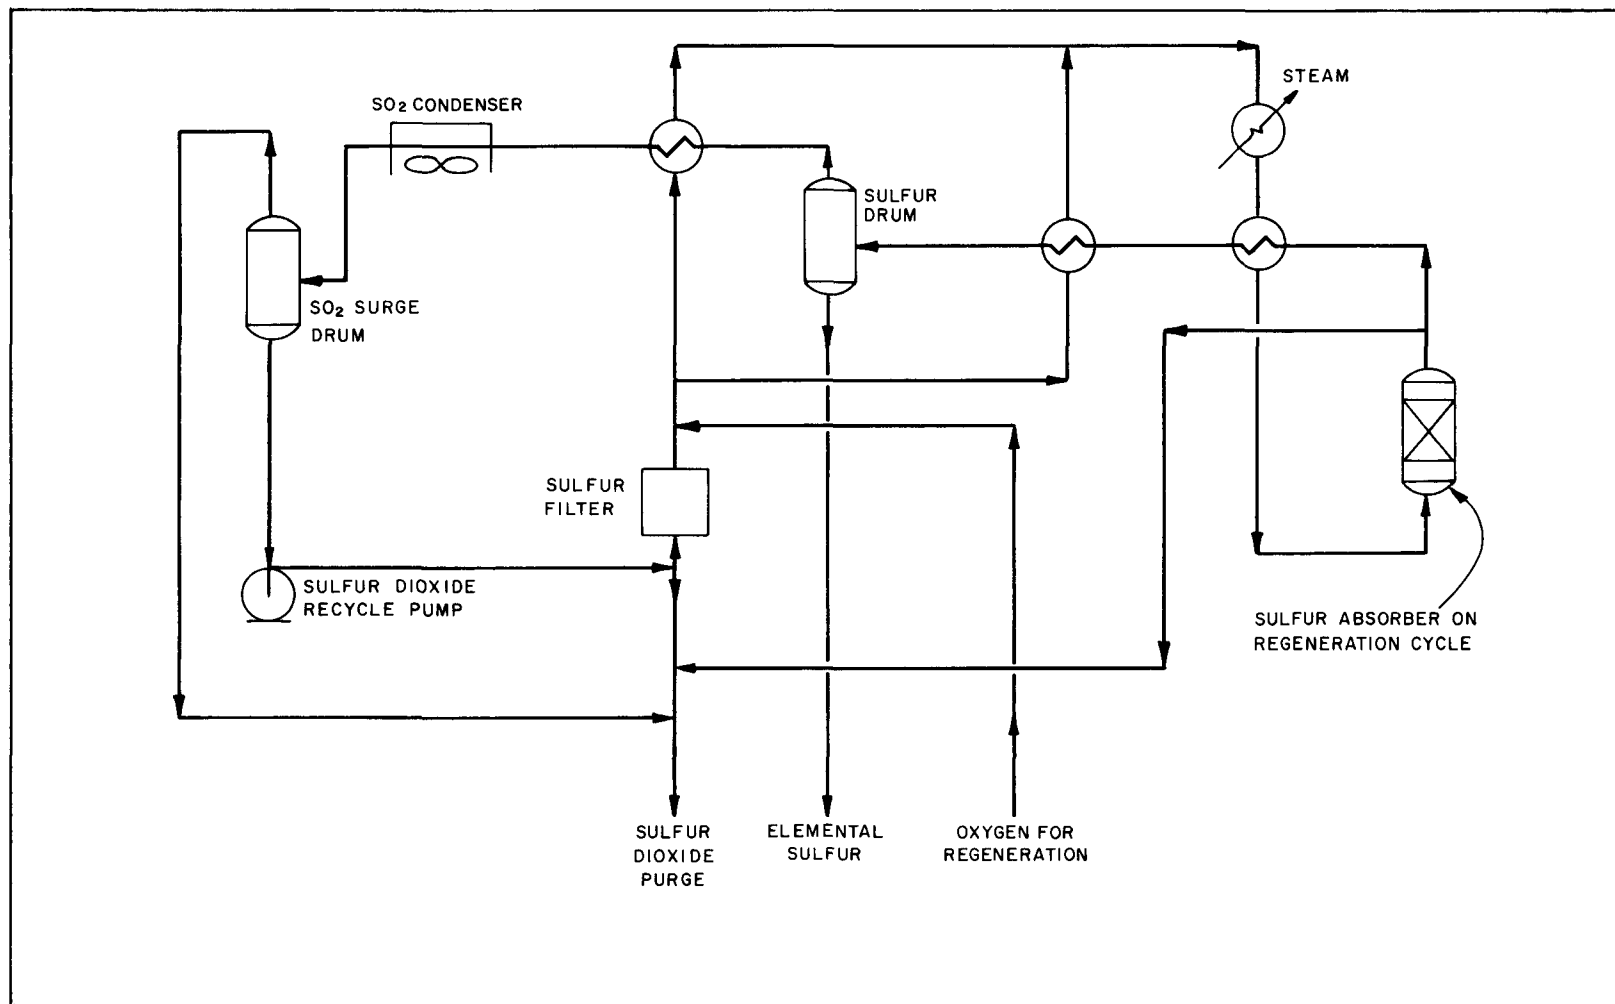 STEAM
SO₂ CONDENSER
SULFUR
DRUM
SO₂ SURGE
DRUM
SULFUR
FILTER
SULFUR DIOXIDE
RECYCLE PUMP
SULFUR ABSORBER ON
REGENERATION CYCLE
SULFUR
DIOXIDE
PURGE
ELEMENTAL
SULFUR
OXYGEN FOR
REGENERATION